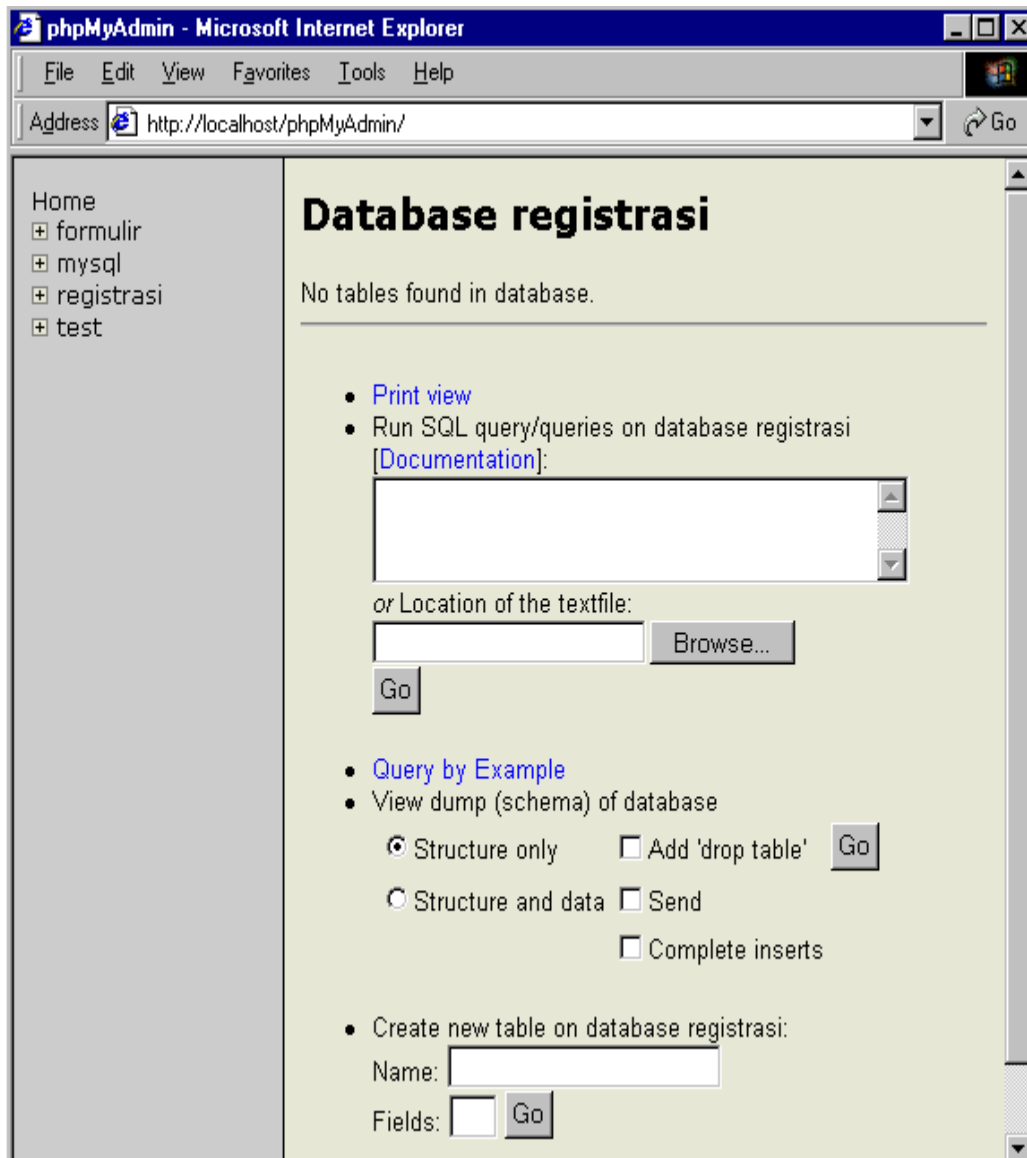 phpMyAdmin - Microsoft Internet Explorer
File Edit View Favorites Tools Help
Address http://localhost/phpMyAdmin/ Go
Home
formulir
mysql
registrasi
test
Database registrasi
No tables found in database.
Print view
Run SQL query/queries on database registrasi
[Documentation]:
or Location of the textfile:
Browse...
Go
Query by Example
View dump (schema) of database
Structure only Add 'drop table' Go
Structure and data Send
Complete inserts
Create new table on database registrasi:
Name:
Fields: Go